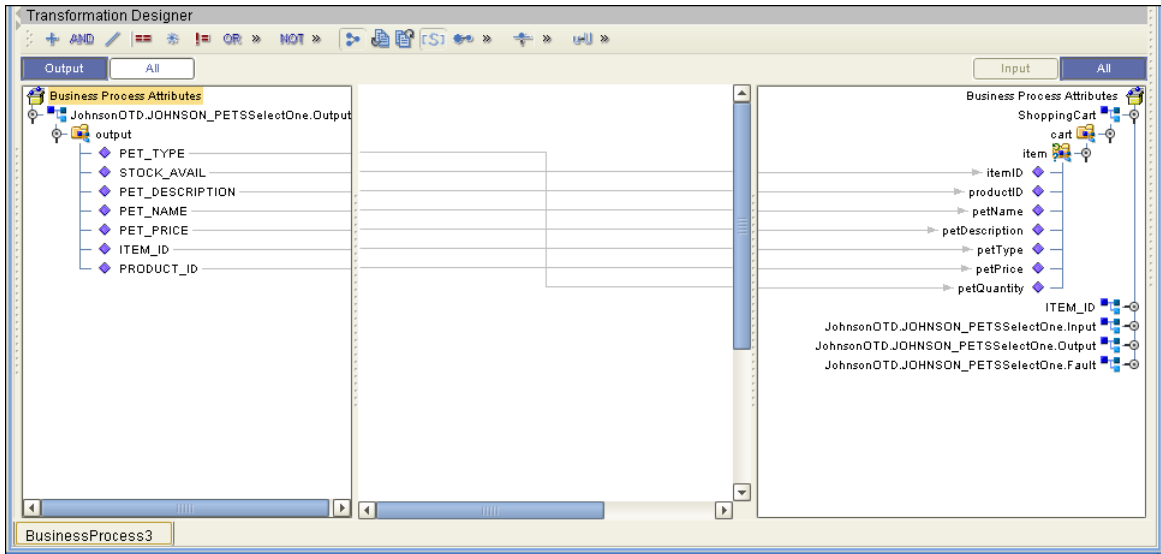 Transformation Designer
AND == != OR » NOT » [S] » » »
Output All Input All
Business Process Attributes
JohnsonOTD.JOHNSON_PETSSelectOne.Output
output
PET_TYPE
STOCK_AVAIL
PET_DESCRIPTION
PET_NAME
PET_PRICE
ITEM_ID
PRODUCT_ID
Business Process Attributes
ShoppingCart
cart
item
itemID
productID
petName
petDescription
petType
petPrice
petQuantity
ITEM_ID
JohnsonOTD.JOHNSON_PETSSelectOne.Input
JohnsonOTD.JOHNSON_PETSSelectOne.Output
JohnsonOTD.JOHNSON_PETSSelectOne.Fault
BusinessProcess3